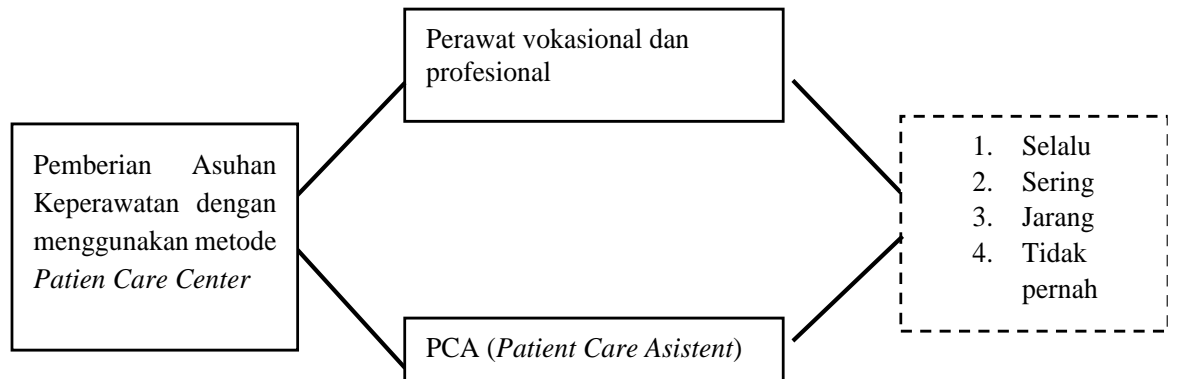 Perawat vokasional dan
profesional
Pemberian Asuhan
Keperawatan dengan
menggunakan metode
Patien Care Center
1. Selalu
2. Sering
3. Jarang
4. Tidak
pernah
PCA (Patient Care Asistent)